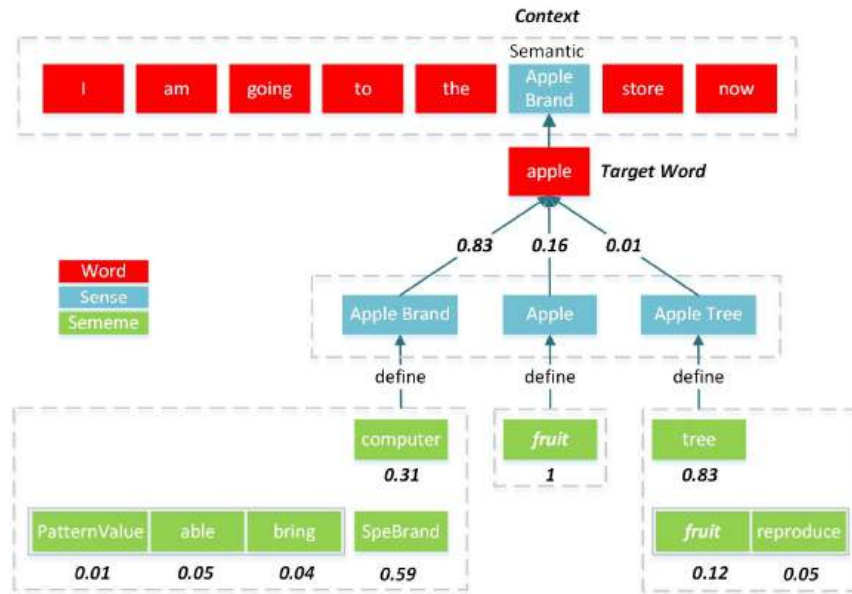 Context
Semantic
I am going to the Apple Brand store now
apple Target Word
0.83 0.16 0.01
Word
Sense
Sememe
Apple Brand Apple Apple Tree
define define define
computer fruit tree
0.31 1 0.83
PatternValue able bring SpeBrand fruit reproduce
0.01 0.05 0.04 0.59 0.12 0.05